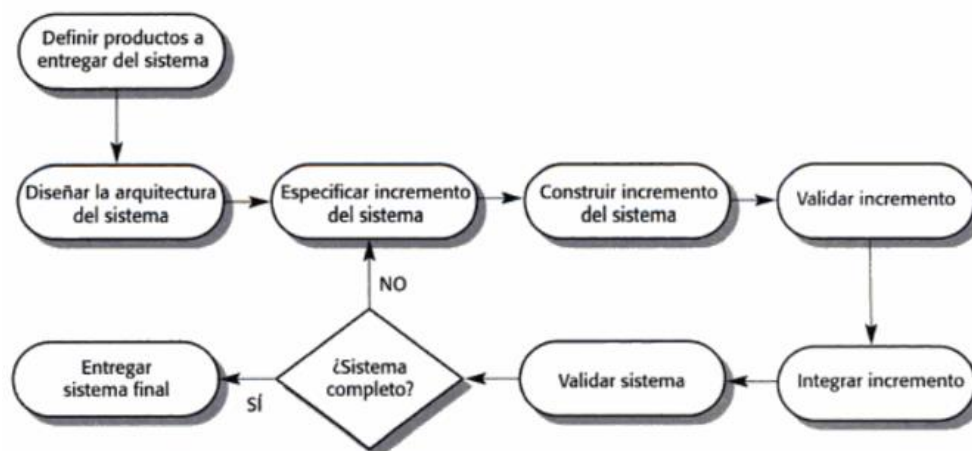 Definir productos a
entregar del sistema
Diseñar la arquitectura
del sistema
Especificar incremento
del sistema
Construir incremento
del sistema
Validar incremento
NO
Entregar
sistema final
SÍ
¿Sistema
completo?
Validar sistema
Integrar incremento